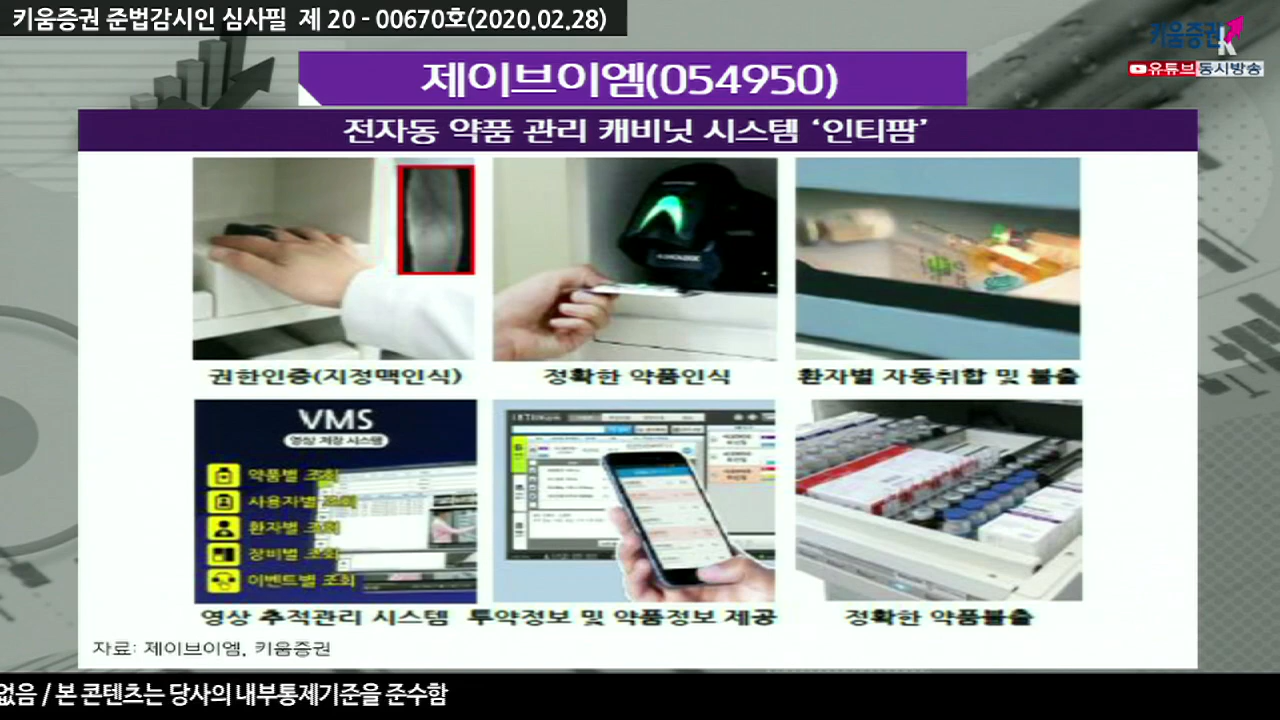 키움증권 준법감시인 심사필 제 20 - 00670호(2020.02.28)
키움증권
유튜브 동시방송
제이브이엠(054950)
전자동 약품 관리 캐비닛 시스템 ‘인티팜’
권한인증(지정맥인식)
정확한 약품인식
환자별 자동취합 및 불출
VMS
영상 저장 시스템
약품별 조회
사용자별 조회
환자별 조회
장비별 조회
이벤트별 조회
영상 추적관리 시스템
투약정보 및 약품정보 제공
정확한 약품불출
자료: 제이브이엠, 키움증권
없음 / 본 콘텐츠는 당사의 내부통제기준을 준수함